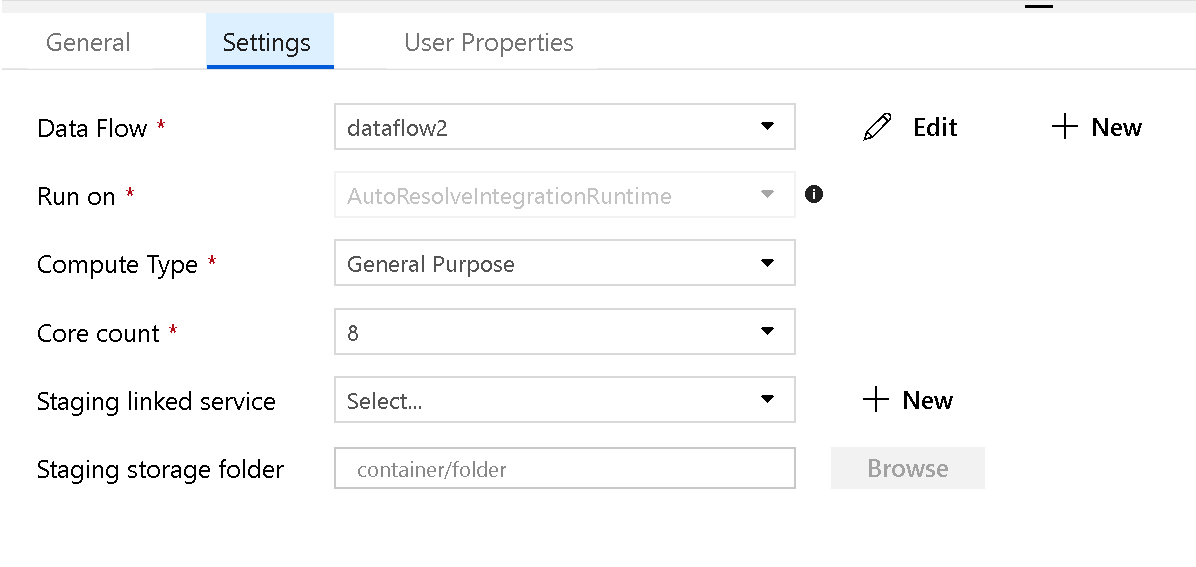 General Settings User Properties
Data Flow * dataflow2 Edit + New
Run on * AutoResolveIntegrationRuntime
Compute Type * General Purpose
Core count * 8
Staging linked service Select... + New
Staging storage folder container/folder Browse